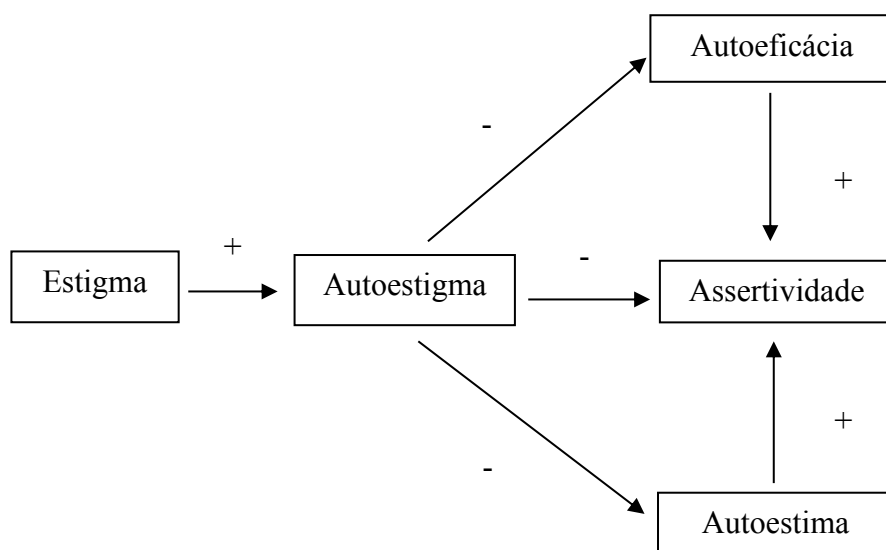 Autoeficácia
-
+
+
-
Estigma
Autoestigma
Assertividade
+
-
Autoestima